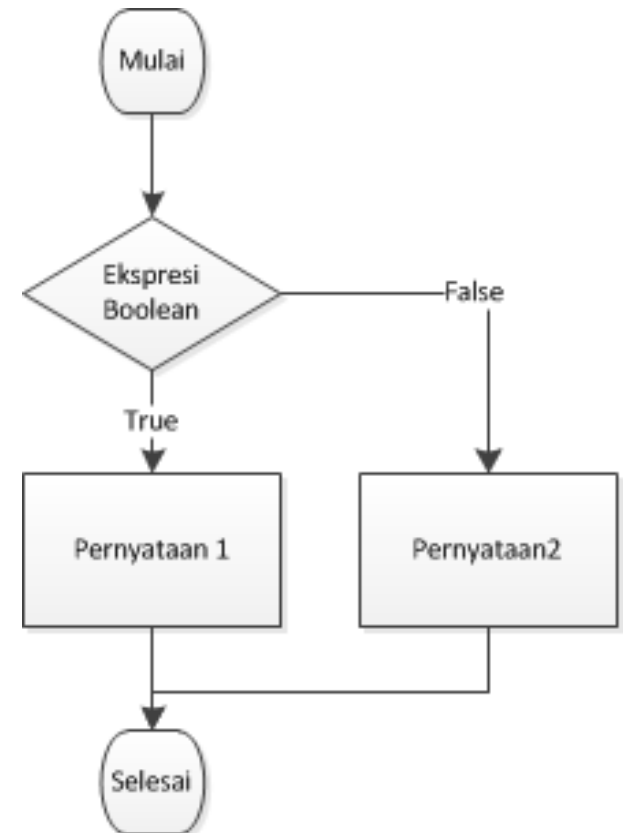 Mulai
Ekspresi
Boolean
False
True
Pernyataan 1
Pernyataan2
Selesai